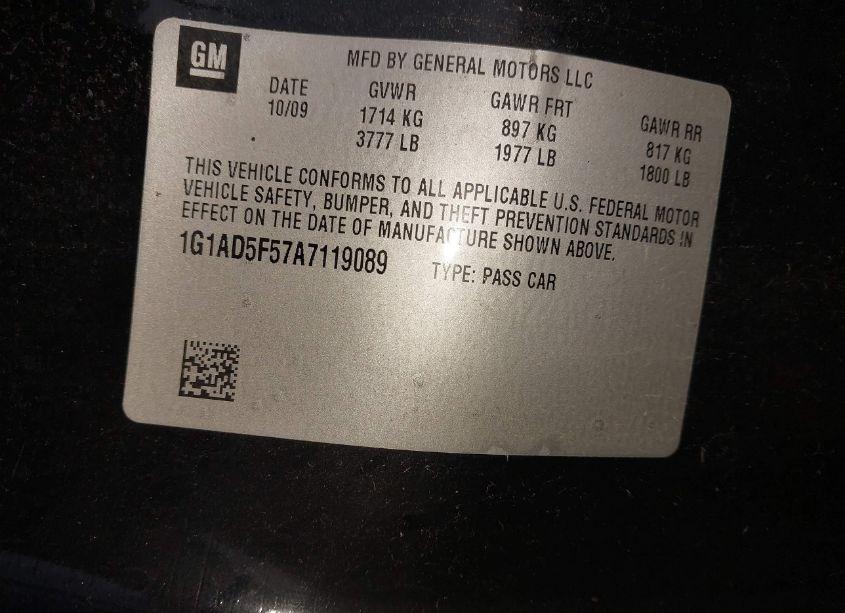 GM
MFD BY GENERAL MOTORS LLC
DATE GVWR GAWR FRT GAWR RR
10/09 1714 KG 897 KG 817 KG
3777 LB 1977 LB 1800 LB
THIS VEHICLE CONFORMS TO ALL APPLICABLE U.S. FEDERAL MOTOR
VEHICLE SAFETY, BUMPER, AND THEFT PREVENTION STANDARDS IN
EFFECT ON THE DATE OF MANUFACTURE SHOWN ABOVE.
1G1AD5F57A7119089 TYPE: PASS CAR